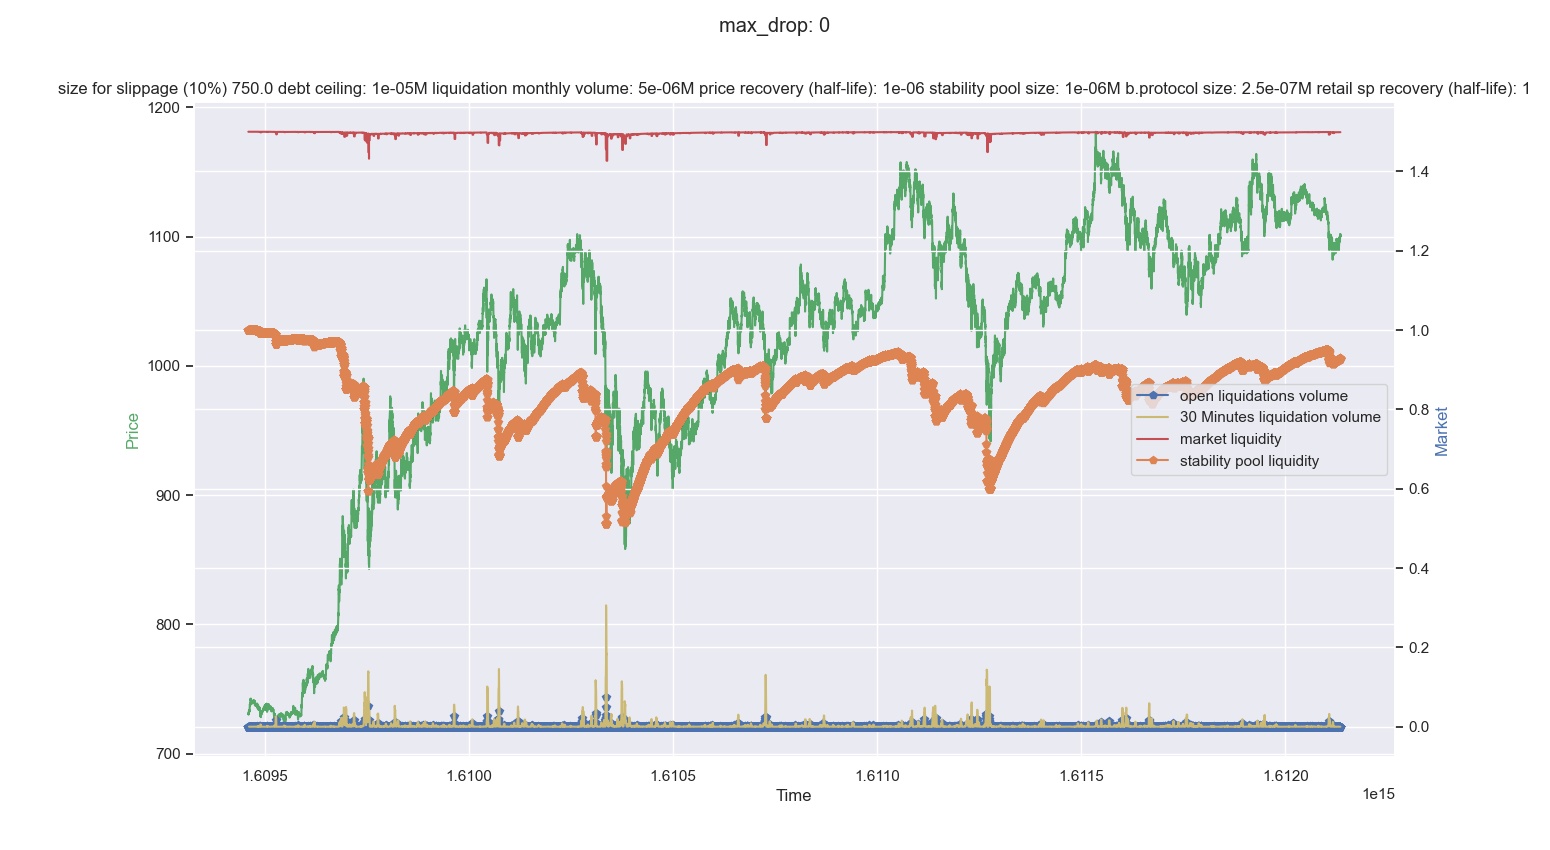 max_drop: 0
size for slippage (10%) 750.0 debt ceiling: 1e-05M liquidation monthly volume: 5e-06M price recovery (half-life): 1e-06 stability pool size: 1e-06M b.protocol size: 2.5e-07M retail sp recovery (half-life): 1
1200
1100
1000
900
800
700
Price
1.4
1.2
1.0
0.8
0.6
0.4
0.2
0.0
Market
open liquidations volume
30 Minutes liquidation volume
market liquidity
stability pool liquidity
1.6095 1.6100 1.6105 1.6110 1.6115 1.6120
Time
1e15